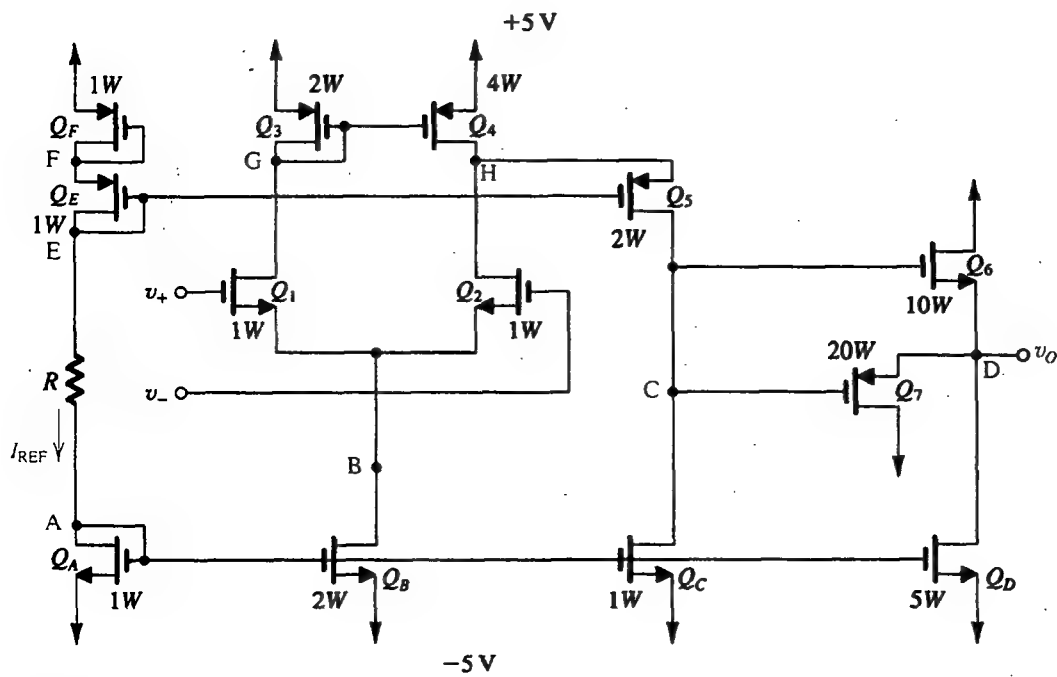 +5 V
1W
2W
4W
Q_F
Q_3
Q_4
F
G
H
Q_E
Q_5
1W
2W
E
Q_6
v_+
Q_1
Q_2
10W
1W
1W
20W
R
v_-
C
Q_7
D
v_O
I_REF
B
A
Q_A
Q_B
Q_C
Q_D
1W
2W
1W
5W
−5 V